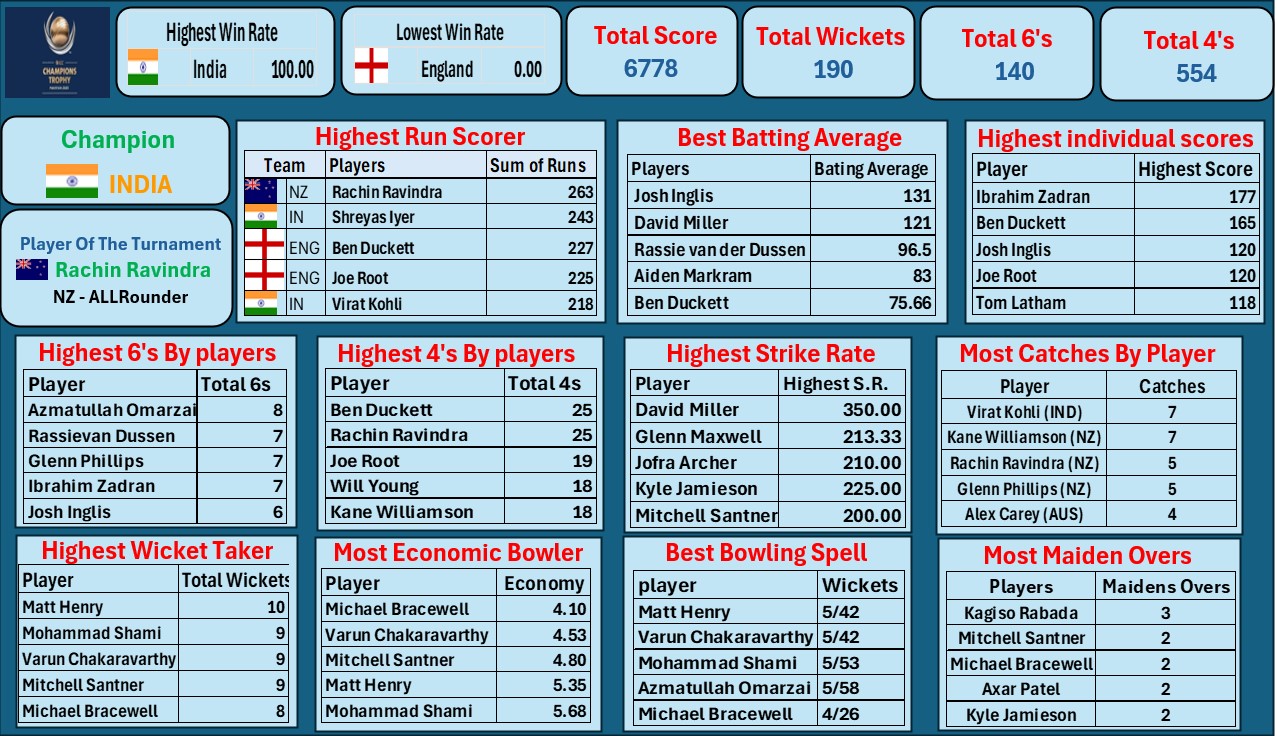 ICC
CHAMPIONS
TROPHY
Highest Win Rate
India 100.00
Lowest Win Rate
England 0.00
Total Score
6778
Total Wickets
190
Total 6's
140
Total 4's
554
Champion
INDIA
Player Of The Turnament
Rachin Ravindra
NZ - ALLRounder
Highest Run Scorer
Team Players Sum of Runs
NZ Rachin Ravindra 263
IN Shreyas Iyer 243
ENG Ben Duckett 227
ENG Joe Root 225
IN Virat Kohli 218
Best Batting Average
Players Bating Average
Josh Inglis 131
David Miller 121
Rassie van der Dussen 96.5
Aiden Markram 83
Ben Duckett 75.66
Highest individual scores
Player Highest Score
Ibrahim Zadran 177
Ben Duckett 165
Josh Inglis 120
Joe Root 120
Tom Latham 118
Highest 6's By players
Player Total 6s
Azmatullah Omarzai 8
Rassievan Dussen 7
Glenn Phillips 7
Ibrahim Zadran 7
Josh Inglis 6
Highest 4's By players
Player Total 4s
Ben Duckett 25
Rachin Ravindra 25
Joe Root 19
Will Young 18
Kane Williamson 18
Highest Strike Rate
Player Highest S.R.
David Miller 350.00
Glenn Maxwell 213.33
Jofra Archer 210.00
Kyle Jamieson 225.00
Mitchell Santner 200.00
Most Catches By Player
Player Catches
Virat Kohli (IND) 7
Kane Williamson (NZ) 7
Rachin Ravindra (NZ) 5
Glenn Phillips (NZ) 5
Alex Carey (AUS) 4
Highest Wicket Taker
Player Total Wickets
Matt Henry 10
Mohammad Shami 9
Varun Chakaravarthy 9
Mitchell Santner 9
Michael Bracewell 8
Most Economic Bowler
Player Economy
Michael Bracewell 4.10
Varun Chakaravarthy 4.53
Mitchell Santner 4.80
Matt Henry 5.35
Mohammad Shami 5.68
Best Bowling Spell
player Wickets
Matt Henry 5/42
Varun Chakaravarthy 5/42
Mohammad Shami 5/53
Azmatullah Omarzai 5/58
Michael Bracewell 4/26
Most Maiden Overs
Players Maidens Overs
Kagiso Rabada 3
Mitchell Santner 2
Michael Bracewell 2
Axar Patel 2
Kyle Jamieson 2